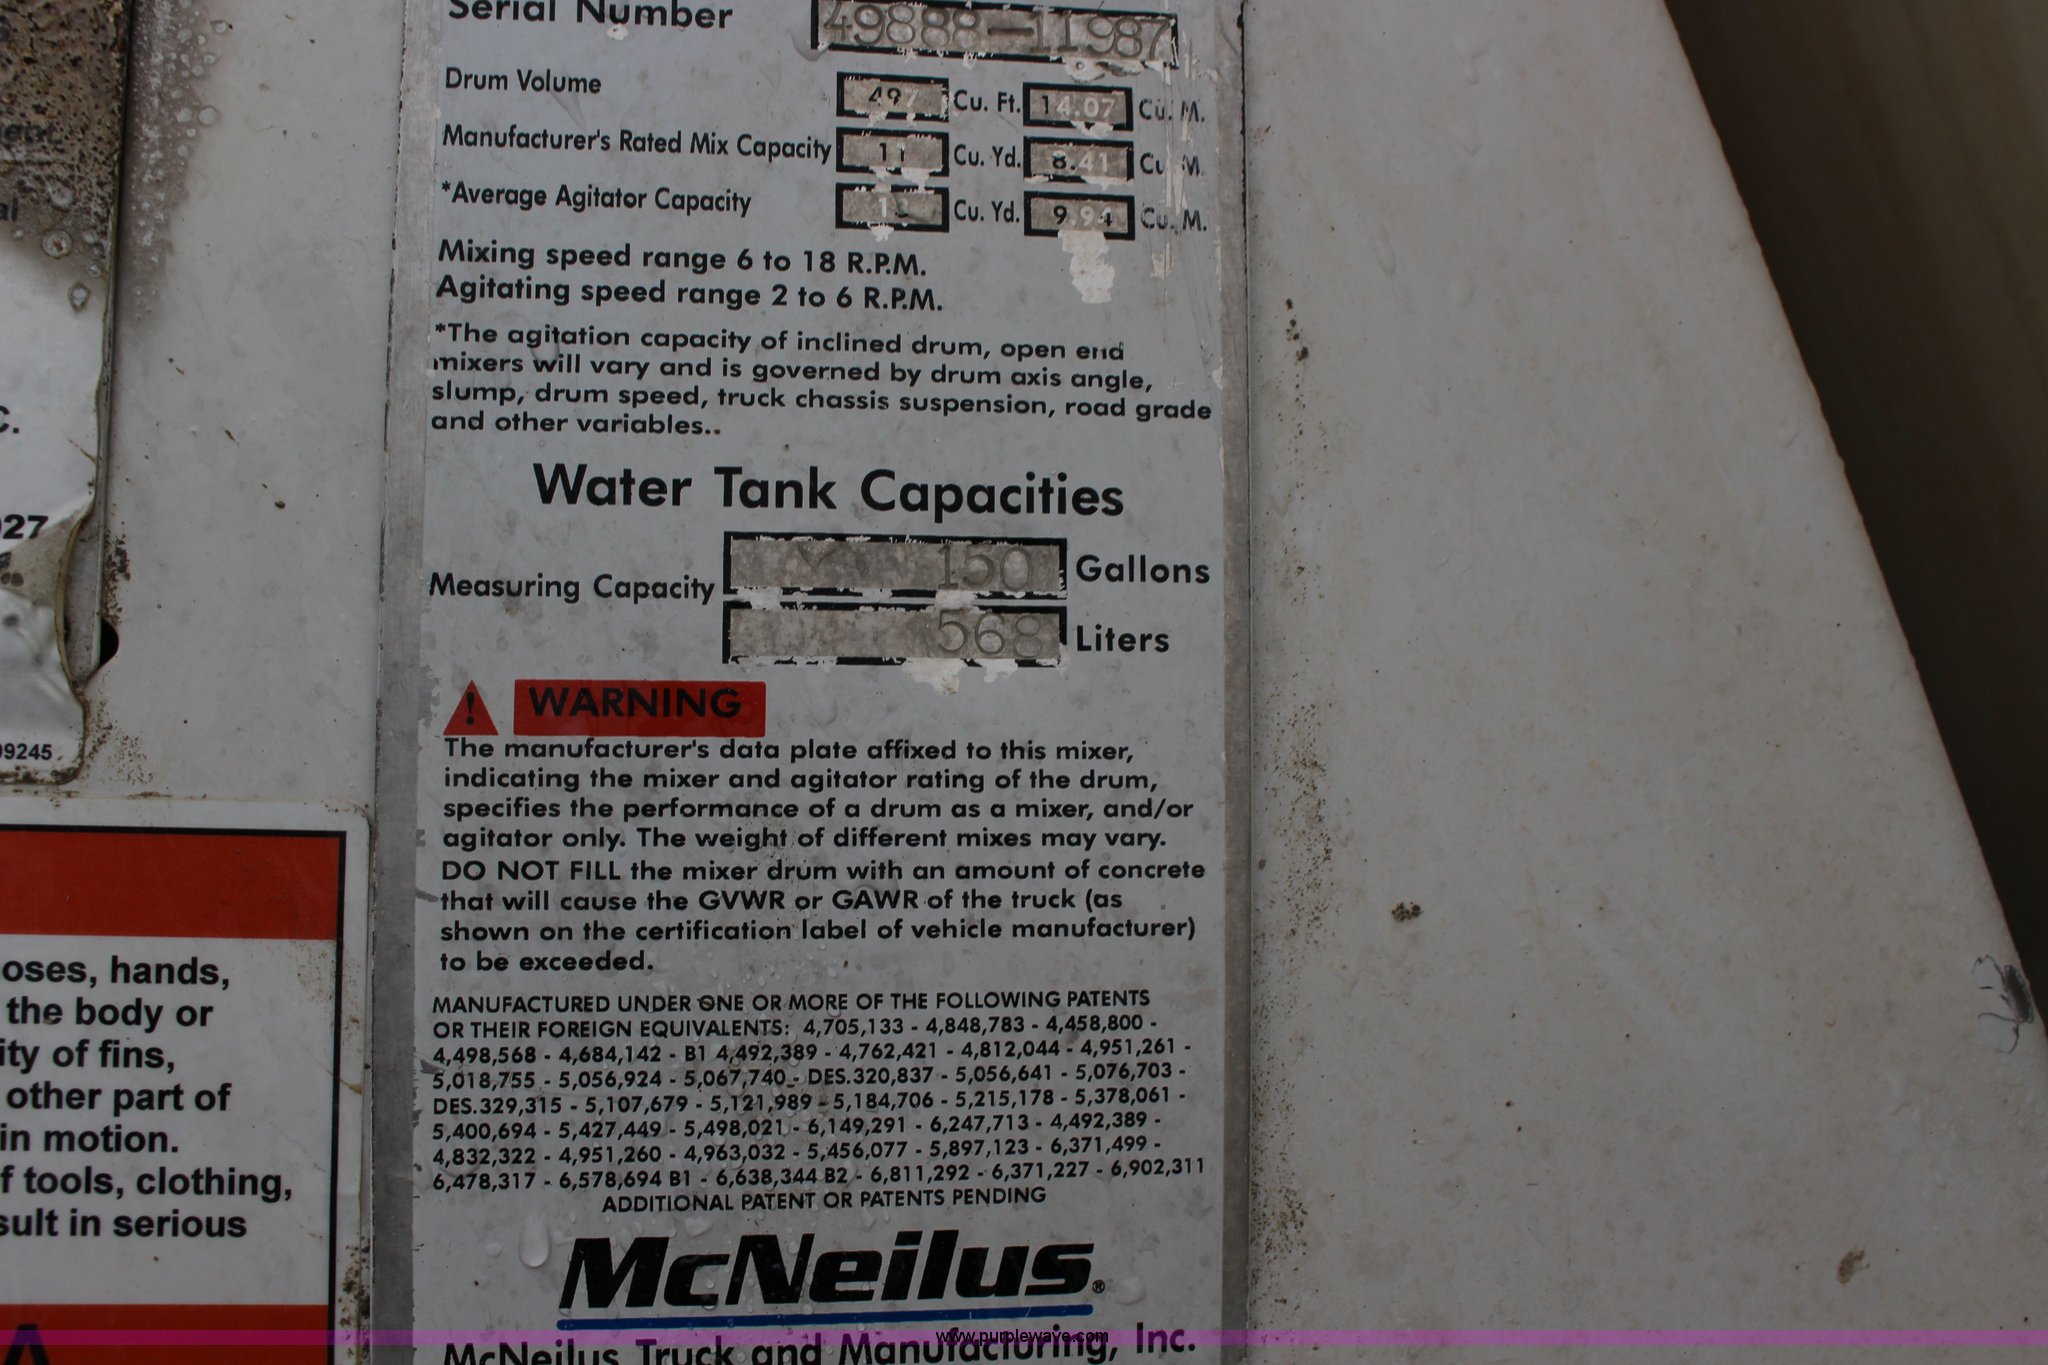 Serial Number 49888-11987
Drum Volume 497 Cu. Ft. 14.07 Cu. M.
Manufacturer's Rated Mix Capacity 11 Cu. Yd. 8.41 Cu. M.
*Average Agitator Capacity 13 Cu. Yd. 9.94 Cu. M.
Mixing speed range 6 to 18 R.P.M.
Agitating speed range 2 to 6 R.P.M.
*The agitation capacity of inclined drum, open end
mixers will vary and is governed by drum axis angle,
slump, drum speed, truck chassis suspension, road grade
and other variables..
Water Tank Capacities
Measuring Capacity
150 Gallons
568 Liters
! WARNING
The manufacturer's data plate affixed to this mixer,
indicating the mixer and agitator rating of the drum,
specifies the performance of a drum as a mixer, and/or
agitator only. The weight of different mixes may vary.
DO NOT FILL the mixer drum with an amount of concrete
that will cause the GVWR or GAWR of the truck (as
shown on the certification label of vehicle manufacturer)
to be exceeded.
MANUFACTURED UNDER ONE OR MORE OF THE FOLLOWING PATENTS
OR THEIR FOREIGN EQUIVALENTS: 4,705,133 - 4,848,783 - 4,458,800 -
4,498,568 - 4,684,142 - B1 4,492,389 - 4,762,421 - 4,812,044 - 4,951,261 -
5,018,755 - 5,056,924 - 5,067,740 - DES.320,837 - 5,056,641 - 5,076,703 -
DES.329,315 - 5,107,679 - 5,121,989 - 5,184,706 - 5,215,178 - 5,378,061 -
5,400,694 - 5,427,449 - 5,498,021 - 6,149,291 - 6,247,713 - 4,492,389 -
4,832,322 - 4,951,260 - 4,963,032 - 5,456,077 - 5,897,123 - 6,371,499 -
6,478,317 - 6,578,694 B1 - 6,638,344 B2 - 6,811,292 - 6,371,227 - 6,902,311
ADDITIONAL PATENT OR PATENTS PENDING
McNeilus®
McNeilus Truck and Manufacturing, Inc.
www.purplewave.com
C.
027
09245
oses, hands,
the body or
ity of fins,
other part of
in motion.
f tools, clothing,
sult in serious